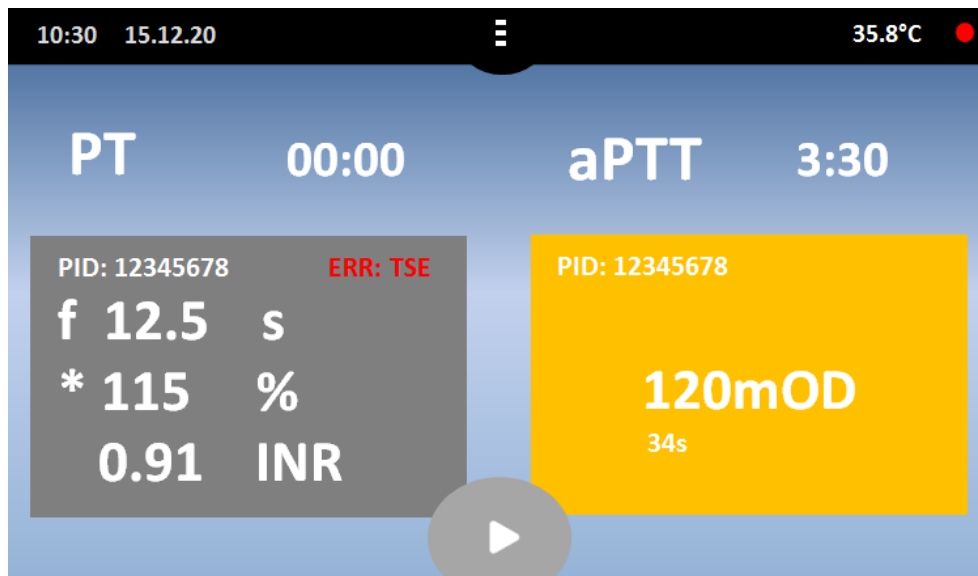 10:30 15.12.20 35.8°C
PT 00:00 aPTT 3:30
PID: 12345678 ERR: TSE
f 12.5 s
* 115 %
0.91 INR
PID: 12345678
120mOD
34s